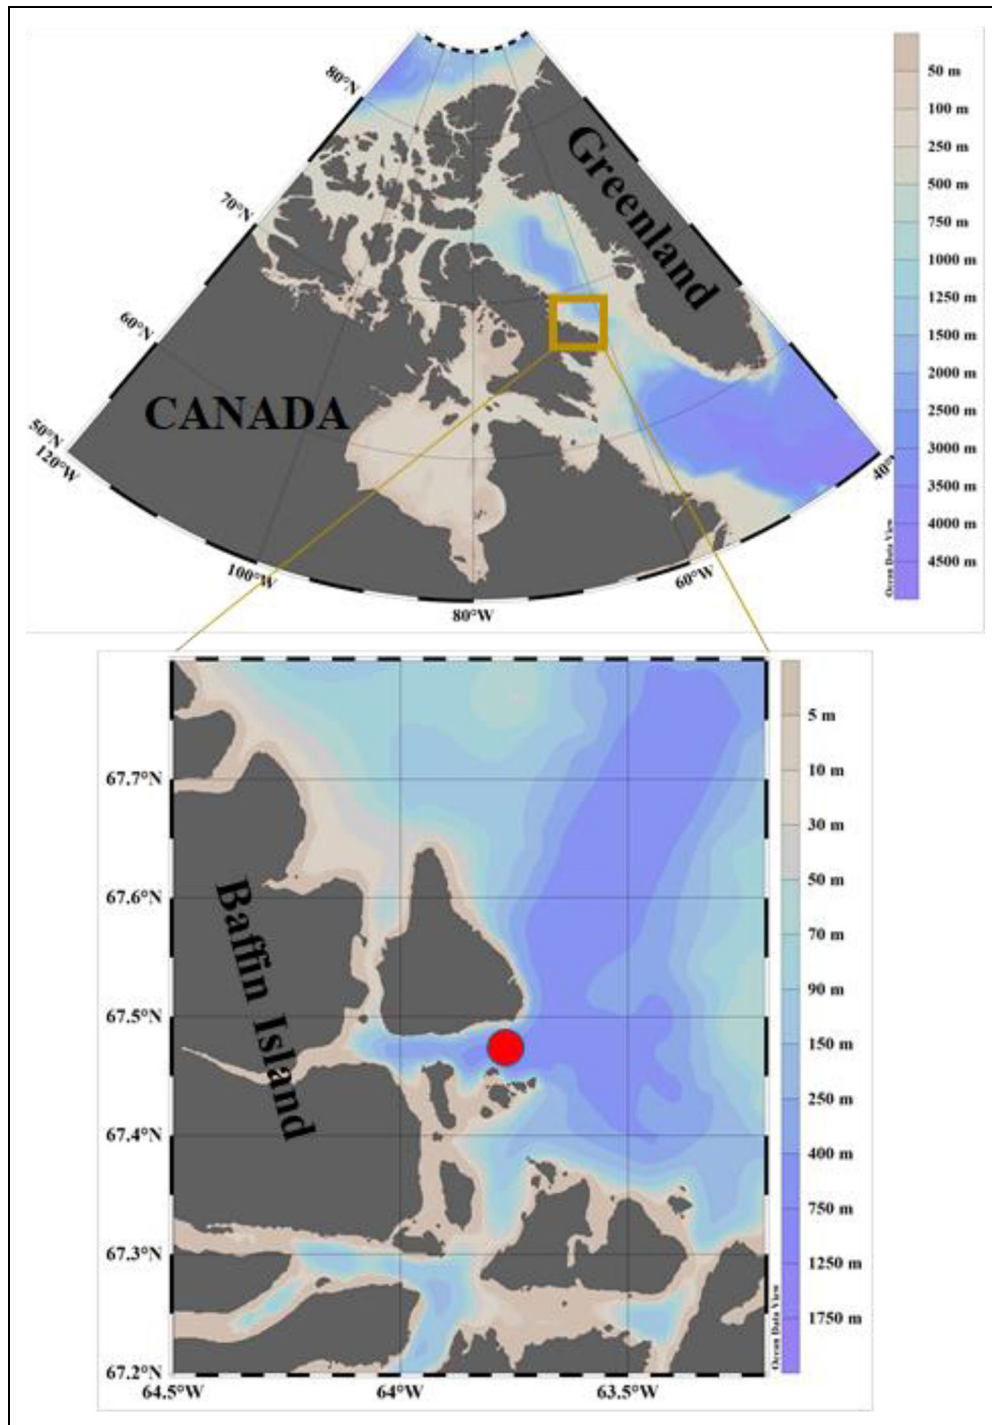 80°N
70°N
60°N
50°N
120°W
100°W
80°W
60°W
40°
Greenland
CANADA
50 m
100 m
250 m
500 m
750 m
1000 m
1250 m
1500 m
2000 m
2500 m
3000 m
3500 m
4000 m
4500 m
Ocean Data View
67.7°N
67.6°N
67.5°N
67.4°N
67.3°N
67.2°N
64.5°W
64°W
63.5°W
Baffin Island
5 m
10 m
30 m
50 m
70 m
90 m
150 m
250 m
400 m
750 m
1250 m
1750 m
Ocean Data View